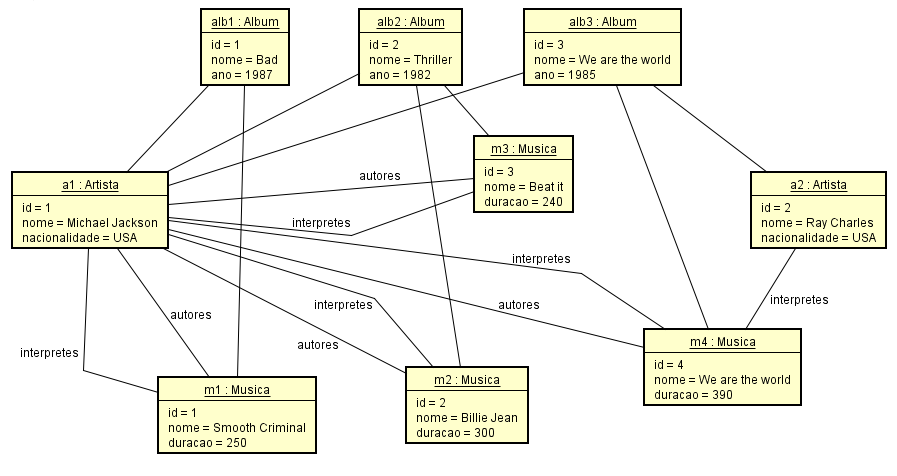 alb1 : Album
id = 1
nome = Bad
ano = 1987
alb2 : Album
id = 2
nome = Thriller
ano = 1982
alb3 : Album
id = 3
nome = We are the world
ano = 1985
m3 : Musica
id = 3
nome = Beat it
duracao = 240
a1 : Artista
id = 1
nome = Michael Jackson
nacionalidade = USA
a2 : Artista
id = 2
nome = Ray Charles
nacionalidade = USA
autores
interpretes
interpretes
interpretes
autores
interpretes
autores
autores
interpretes
m4 : Musica
id = 4
nome = We are the world
duracao = 390
m1 : Musica
id = 1
nome = Smooth Criminal
duracao = 250
m2 : Musica
id = 2
nome = Billie Jean
duracao = 300